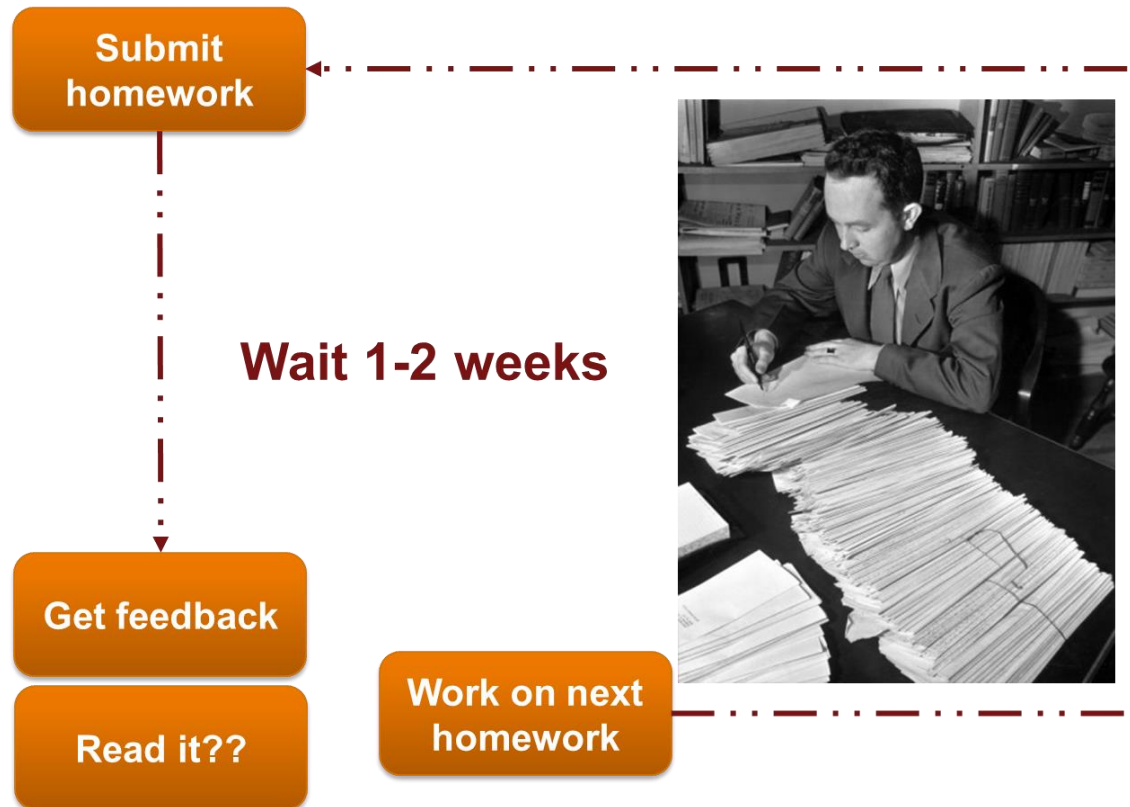 Submit
homework
Wait 1-2 weeks
Get feedback
Read it??
Work on next
homework